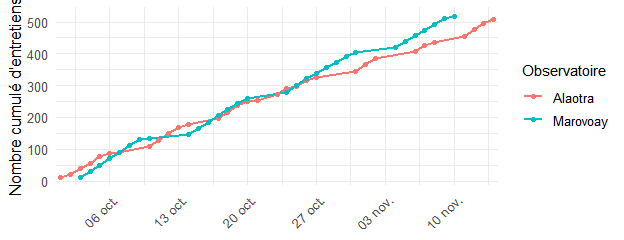 Nombre cumulé d'entretiens
500
400
300
200
100
0
06 oct.
13 oct.
20 oct.
27 oct.
03 nov.
10 nov.
Observatoire
Alaotra
Marovoay